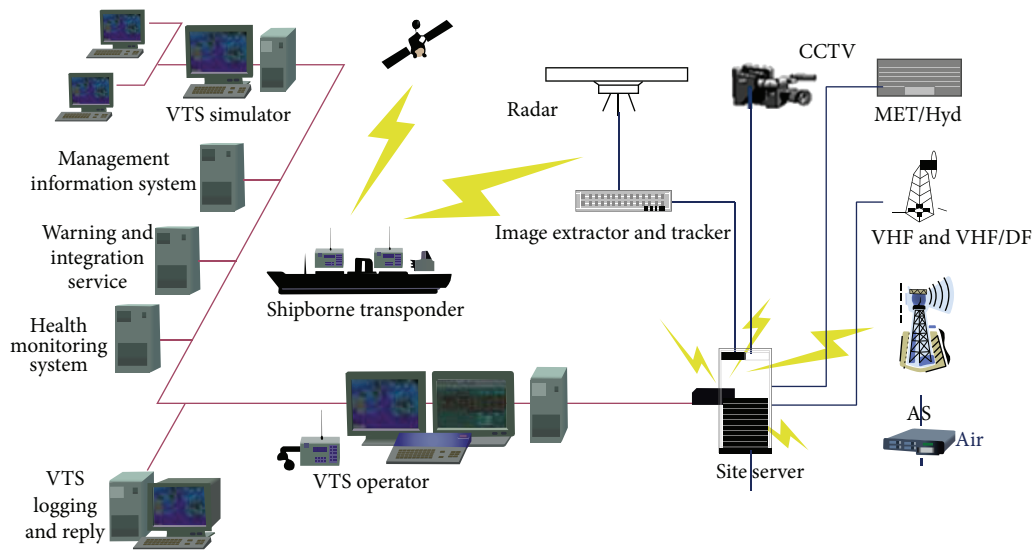 VTS simulator
CCTV
Radar
MET/Hyd
Management
information system
Image extractor and tracker
VHF and VHF/DF
Warning and
integration
service
Shipborne transponder
Health
monitoring
system
AS
Air
VTS operator
Site server
VTS
logging
and reply